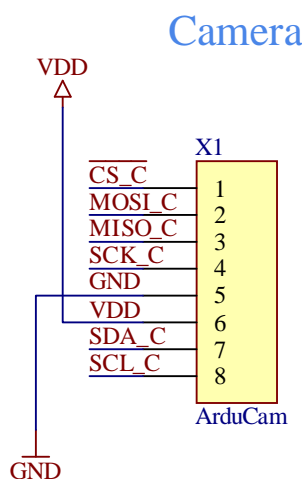 Camera
VDD
X1
CS_C 1
MOSI_C 2
MISO_C 3
SCK_C 4
GND 5
VDD 6
SDA_C 7
SCL_C 8
ArduCam
GND